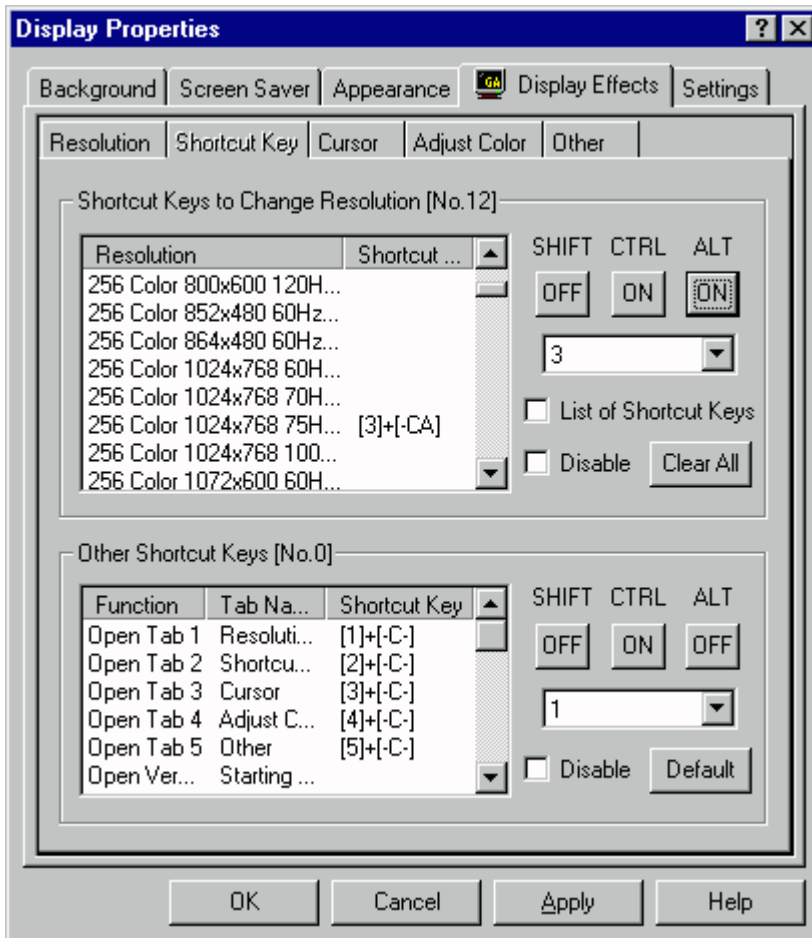 Display Properties
Background Screen Saver Appearance GA Display Effects Settings
Resolution Shortcut Key Cursor Adjust Color Other
Shortcut Keys to Change Resolution [No.12]
Resolution Shortcut ...
256 Color 800x600 120H...
256 Color 852x480 60Hz...
256 Color 864x480 60Hz...
256 Color 1024x768 60H...
256 Color 1024x768 70H...
256 Color 1024x768 75H... [3]+[-CA]
256 Color 1024x768 100...
256 Color 1072x600 60H...
SHIFT CTRL ALT
OFF ON ON
3
List of Shortcut Keys
Disable Clear All
Other Shortcut Keys [No.0]
Function Tab Na... Shortcut Key
Open Tab 1 Resoluti... [1]+[-C-]
Open Tab 2 Shortcu... [2]+[-C-]
Open Tab 3 Cursor [3]+[-C-]
Open Tab 4 Adjust C... [4]+[-C-]
Open Tab 5 Other [5]+[-C-]
Open Ver... Starting ...
SHIFT CTRL ALT
OFF ON OFF
1
Disable Default
OK Cancel Apply Help